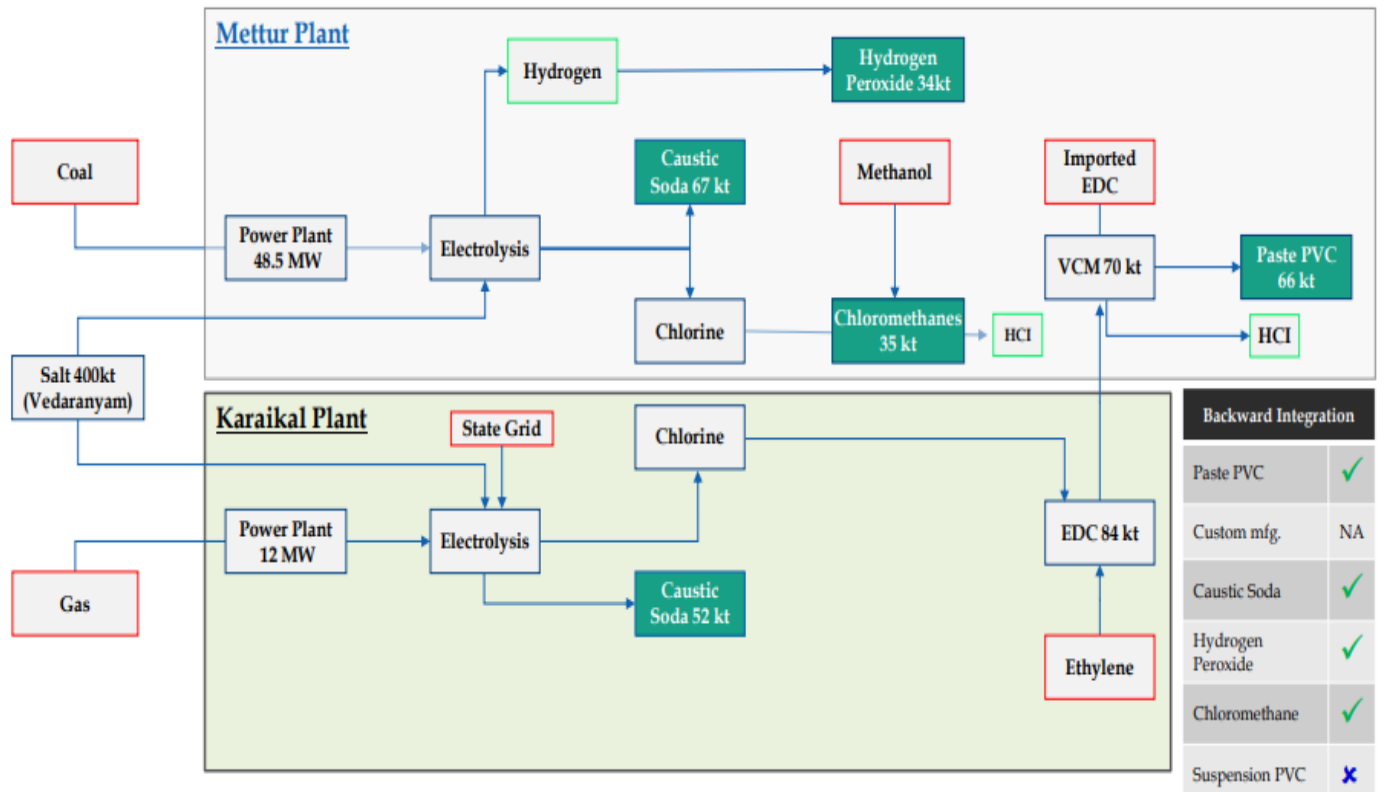 Mettur Plant
Hydrogen
Hydrogen
Peroxide 34kt
Coal
Caustic
Soda 67 kt
Methanol
Imported
EDC
Power Plant
48.5 MW
Electrolysis
VCM 70 kt
Paste PVC
66 kt
Chlorine
Chloromethanes
35 kt
HCI
HCI
Salt 400kt
(Vedaranyam)
Karaikal Plant
State Grid
Chlorine
Power Plant
12 MW
Electrolysis
EDC 84 kt
Gas
Caustic
Soda 52 kt
Ethylene
Backward Integration
Paste PVC ✓
Custom mfg. NA
Caustic Soda ✓
Hydrogen
Peroxide ✓
Chloromethane ✓
Suspension PVC ✘